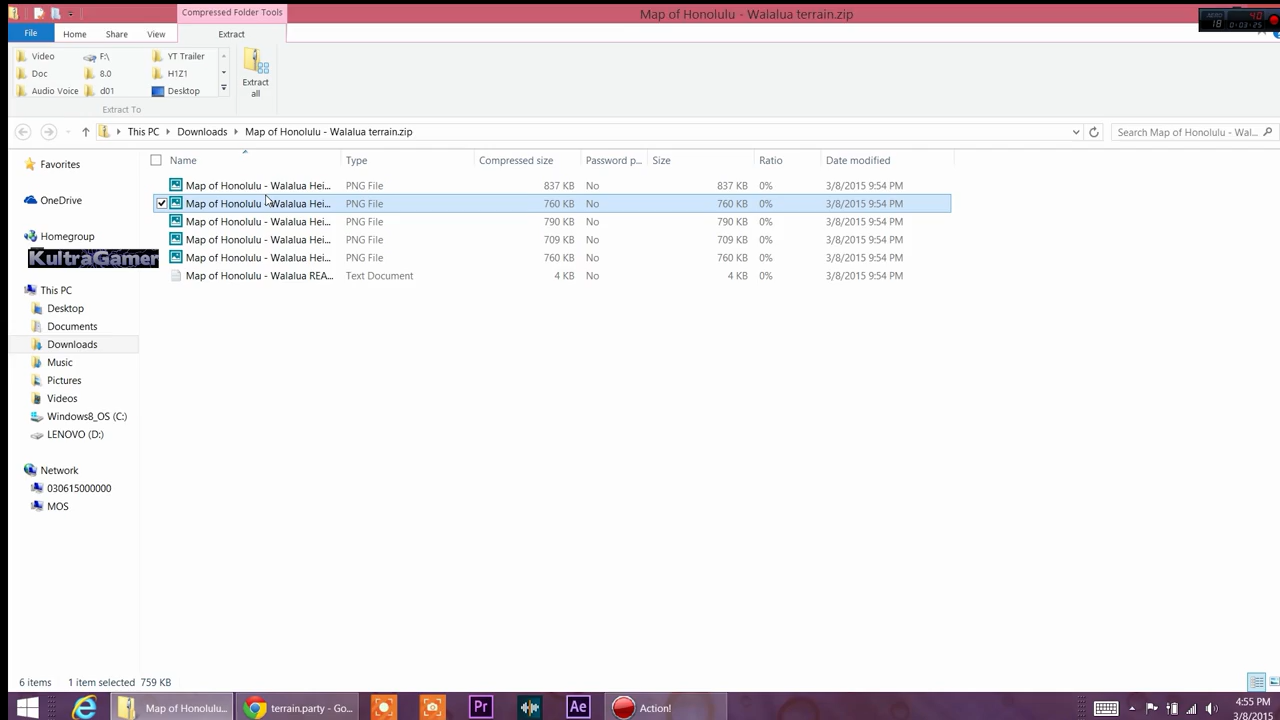 Compressed Folder Tools
Map of Honolulu - Walalua terrain.zip
File Home Share View Extract
Video F:\ YT Trailer
Doc 8.0 H1Z1
Audio Voice d01 Desktop
Extract all
Extract To
This PC Downloads Map of Honolulu - Walalua terrain.zip
Search Map of Honolulu - Wal...
Name Type Compressed size Password p... Size Ratio Date modified
Map of Honolulu - Walalua Hei... PNG File 837 KB No 837 KB 0% 3/8/2015 9:54 PM
Map of Honolulu - Walalua Hei... PNG File 760 KB No 760 KB 0% 3/8/2015 9:54 PM
Map of Honolulu - Walalua Hei... PNG File 790 KB No 790 KB 0% 3/8/2015 9:54 PM
Map of Honolulu - Walalua Hei... PNG File 709 KB No 709 KB 0% 3/8/2015 9:54 PM
Map of Honolulu - Walalua Hei... PNG File 760 KB No 760 KB 0% 3/8/2015 9:54 PM
Map of Honolulu - Walalua REA... Text Document 4 KB No 4 KB 0% 3/8/2015 9:54 PM
Favorites
OneDrive
Homegroup
KultraGamer
This PC
Desktop
Documents
Downloads
Music
Pictures
Videos
Windows8_OS (C:)
LENOVO (D:)
Network
030615000000
MOS
6 items 1 item selected 759 KB
Map of Honolulu... terrain.party - Go... Pr Ae Action!
4:55 PM
3/8/2015